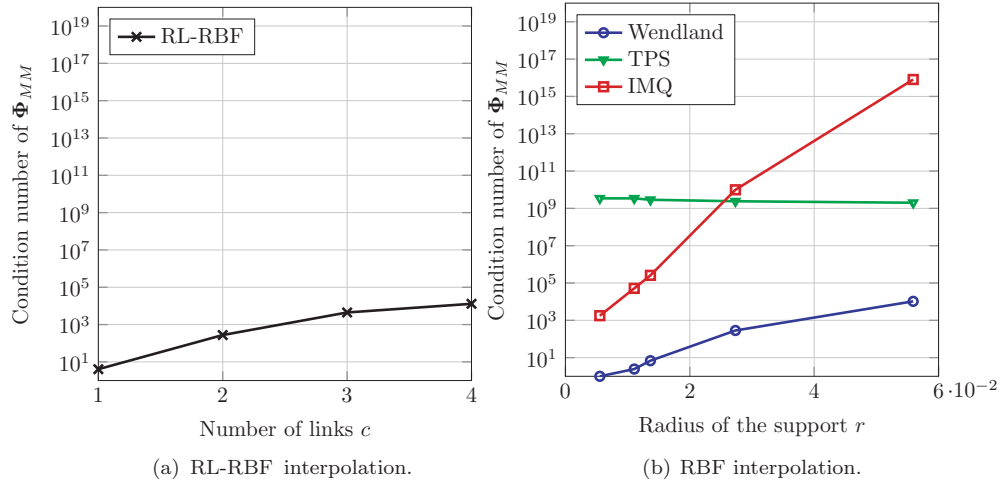 Condition number of Φ_MM
10^19
10^17
10^15
10^13
10^11
10^9
10^7
10^5
10^3
10^1
1
2
3
4
RL-RBF
Number of links c
(a) RL-RBF interpolation.
Condition number of Φ_MM
10^19
10^17
10^15
10^13
10^11
10^9
10^7
10^5
10^3
10^1
0
2
4
6
·10^−2
Wendland
TPS
IMQ
Radius of the support r
(b) RBF interpolation.